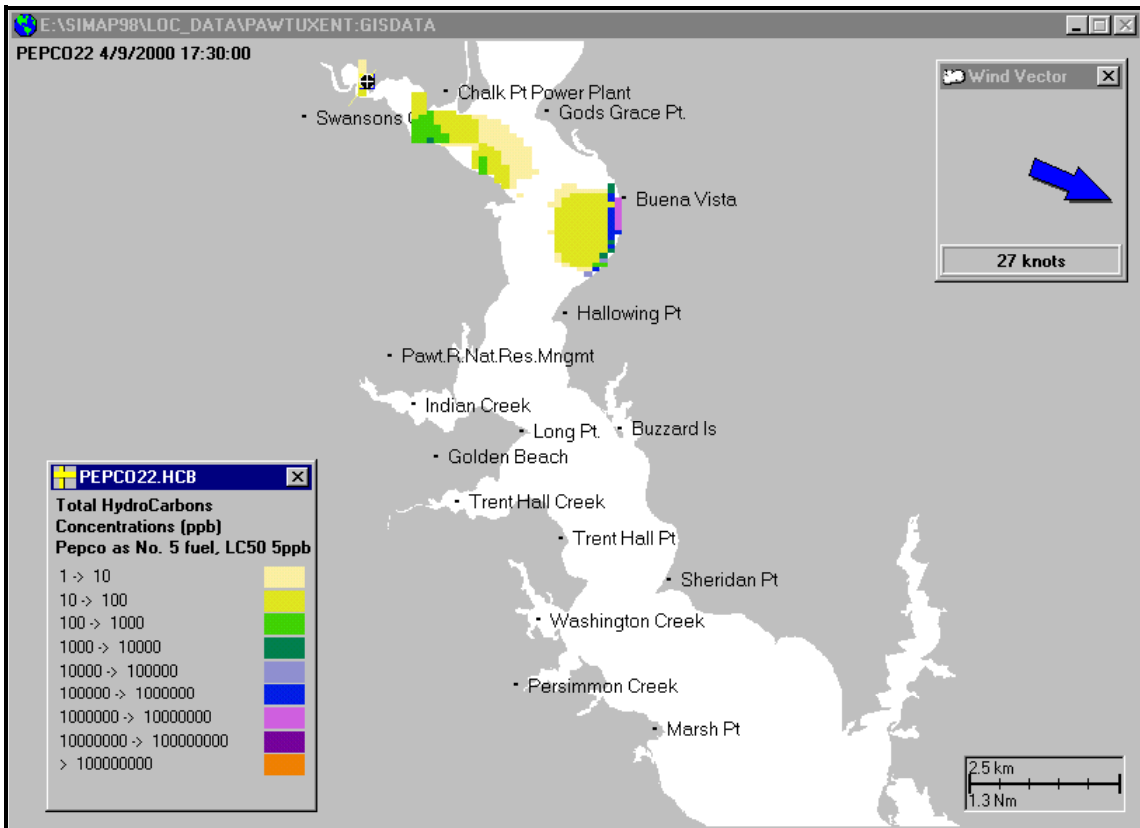 E:\SIMAP98\LOC_DATA\PAWTUXENT:GISDATA
PEPCO22 4/9/2000 17:30:00
Wind Vector
Chalk Pt Power Plant
Gods Grace Pt.
Swansons
Buena Vista
27 knots
Hallowing Pt
Pawt.R.Nat.Res.Mngmt
Indian Creek
Long Pt.
Buzzard Is
Golden Beach
PEPCO22.HCB
Total HydroCarbons
Concentrations (ppb)
Pepco as No. 5 fuel, LC50 5ppb
1 -> 10
10 -> 100
100 -> 1000
1000 -> 10000
10000 -> 100000
100000 -> 1000000
1000000 -> 10000000
10000000 -> 100000000
> 100000000
Trent Hall Creek
Trent Hall Pt
Sheridan Pt
Washington Creek
Persimmon Creek
Marsh Pt
2.5 km
1.3 Nm